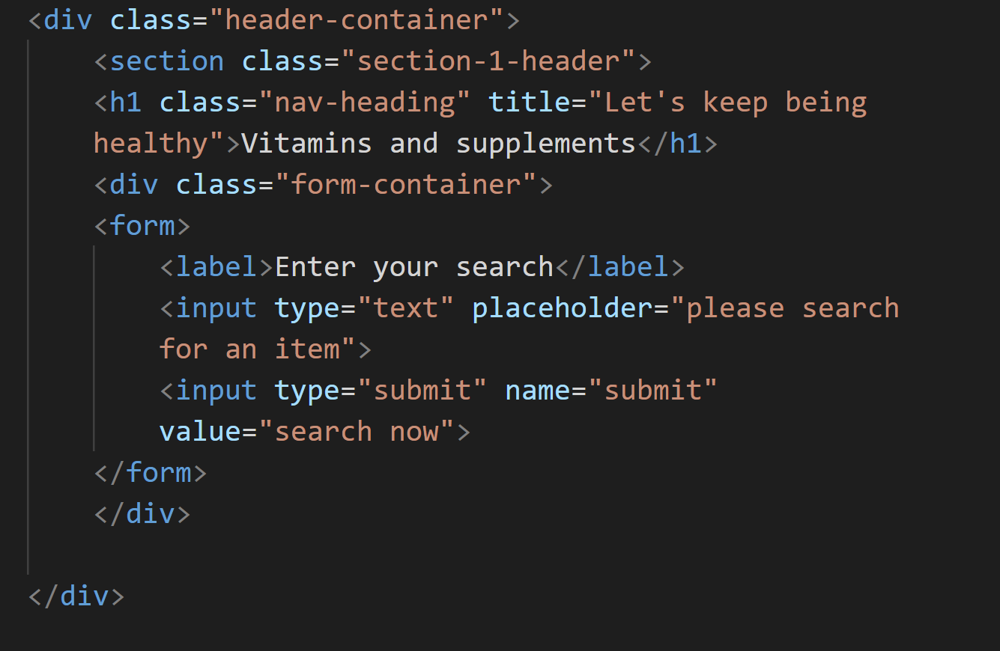 <div class="header-container">
<section class="section-1-header">
<h1 class="nav-heading" title="Let's keep being
healthy">Vitamins and supplements</h1>
<div class="form-container">
<form>
<label>Enter your search</label>
<input type="text" placeholder="please search
for an item">
<input type="submit" name="submit"
value="search now">
</form>
</div>
</div>